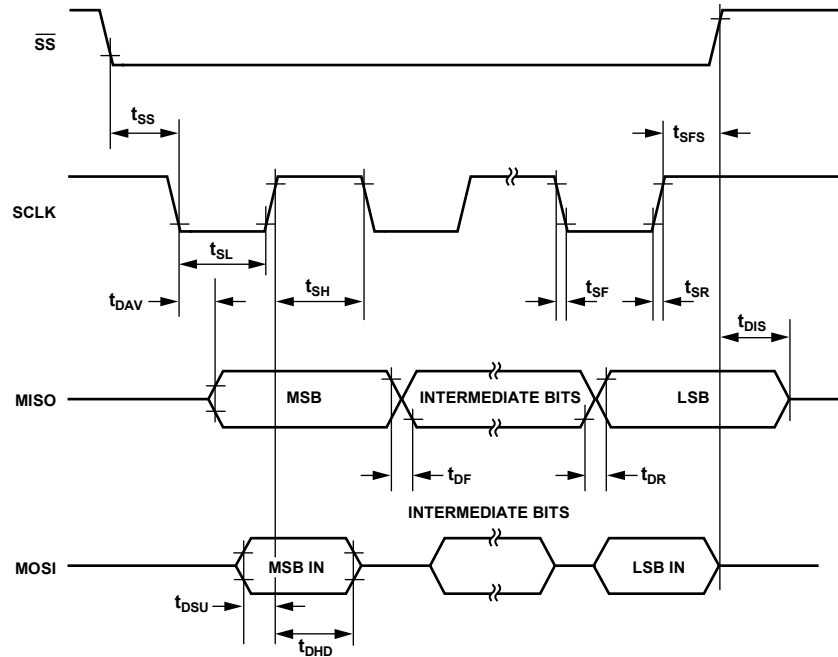 SS
tSS
tSFS
SCLK
tSL
tSH
tSF
tSR
tDAV
tDIS
MISO
MSB
INTERMEDIATE BITS
LSB
tDF
tDR
INTERMEDIATE BITS
MOSI
MSB IN
LSB IN
tDSU
tDHD